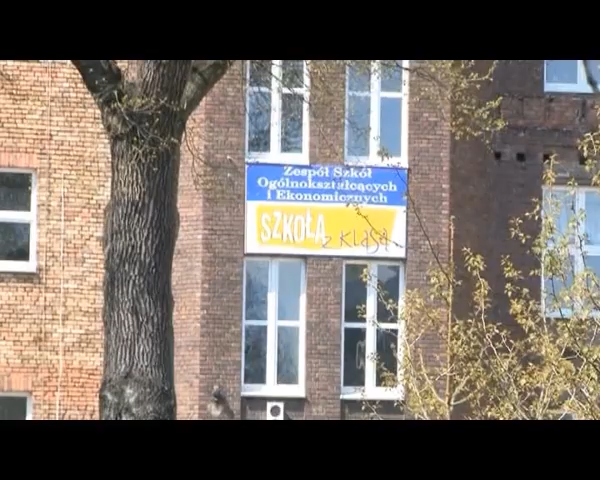 Zespół Szkół
Ogólnokształcących
i Ekonomicznych
SZKOŁA z klasą